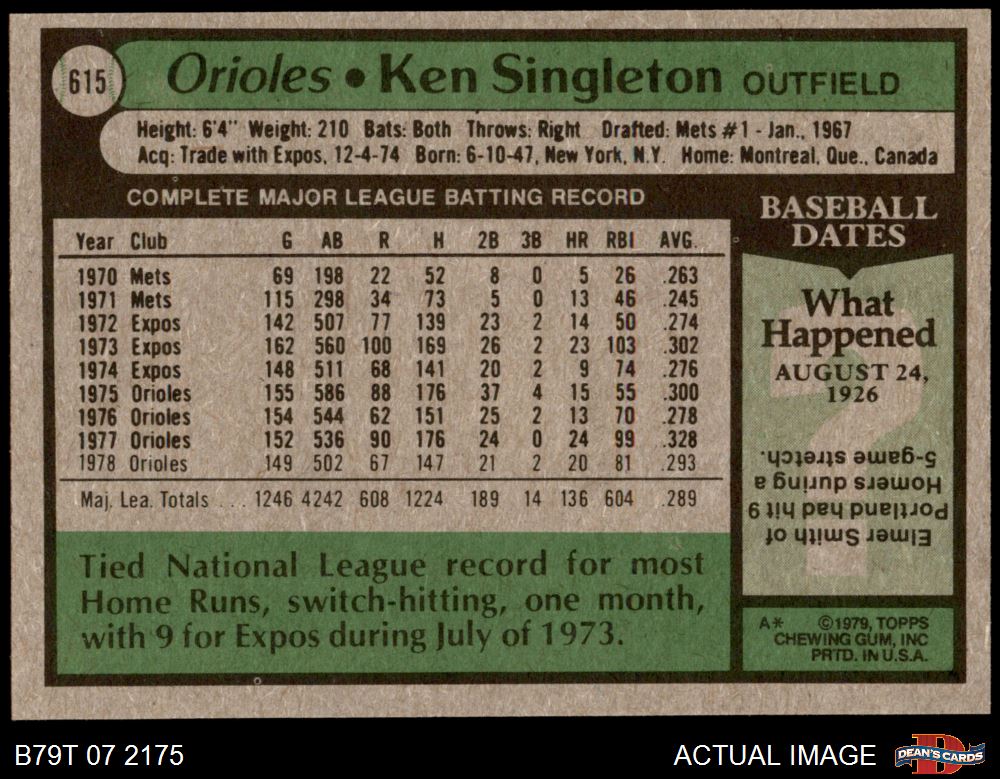 615
Orioles • Ken Singleton OUTFIELD
Height: 6'4" Weight: 210 Bats: Both Throws: Right Drafted: Mets #1 - Jan., 1967
Acq: Trade with Expos, 12-4-74 Born: 6-10-47, New York, N.Y. Home: Montreal, Que., Canada
COMPLETE MAJOR LEAGUE BATTING RECORD
Year Club G AB R H 2B 3B HR RBI AVG.
1970 Mets 69 198 22 52 8 0 5 26 .263
1971 Mets 115 298 34 73 5 0 13 46 .245
1972 Expos 142 507 77 139 23 2 14 50 .274
1973 Expos 162 560 100 169 26 2 23 103 .302
1974 Expos 148 511 68 141 20 2 9 74 .276
1975 Orioles 155 586 88 176 37 4 15 55 .300
1976 Orioles 154 544 62 151 25 2 13 70 .278
1977 Orioles 152 536 90 176 24 0 24 99 .328
1978 Orioles 149 502 67 147 21 2 20 81 .293
Maj. Lea. Totals ... 1246 4242 608 1224 189 14 136 604 .289
Tied National League record for most
Home Runs, switch-hitting, one month,
with 9 for Expos during July of 1973.
BASEBALL
DATES
What
Happened
AUGUST 24,
1926
?
Elmer Smith of
Portland had hit 9
Homers during a
5-game stretch.
A* ©1979, TOPPS
CHEWING GUM, INC
PRTD. IN U.S.A.
B79T 07 2175
ACTUAL IMAGE
D
DEAN'S CARDS